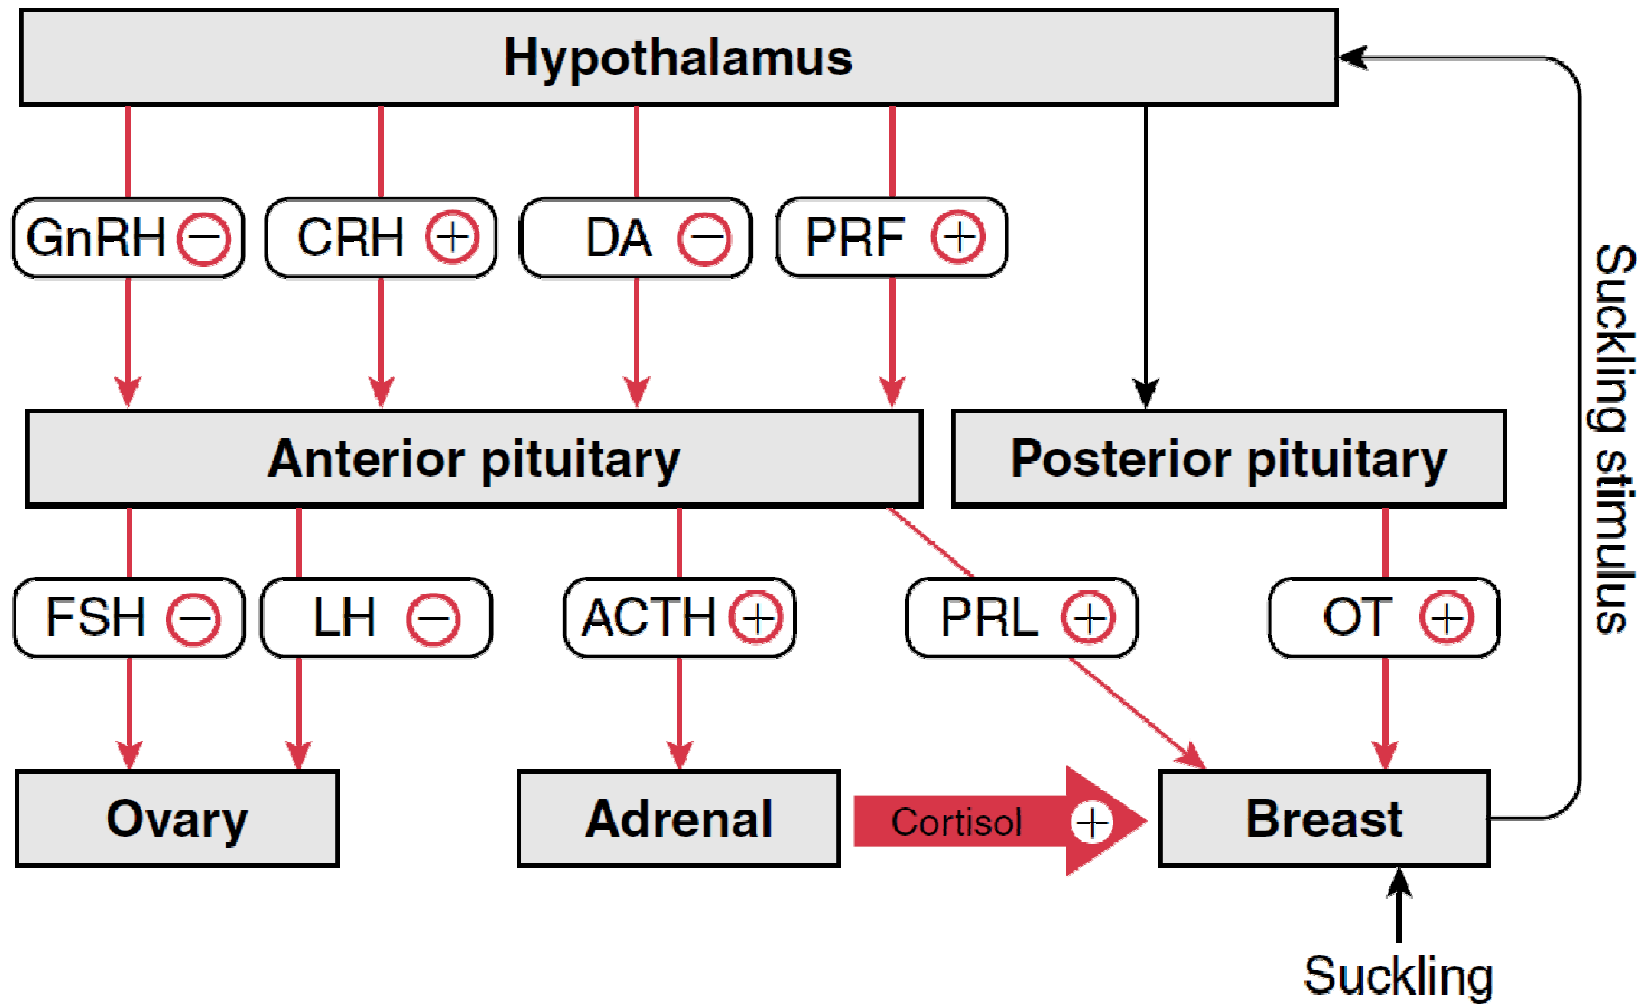 Hypothalamus
GnRH −
CRH +
DA −
PRF +
Suckling stimulus
Anterior pituitary
Posterior pituitary
FSH −
LH −
ACTH +
PRL +
OT +
Ovary
Adrenal
Cortisol +
Breast
Suckling